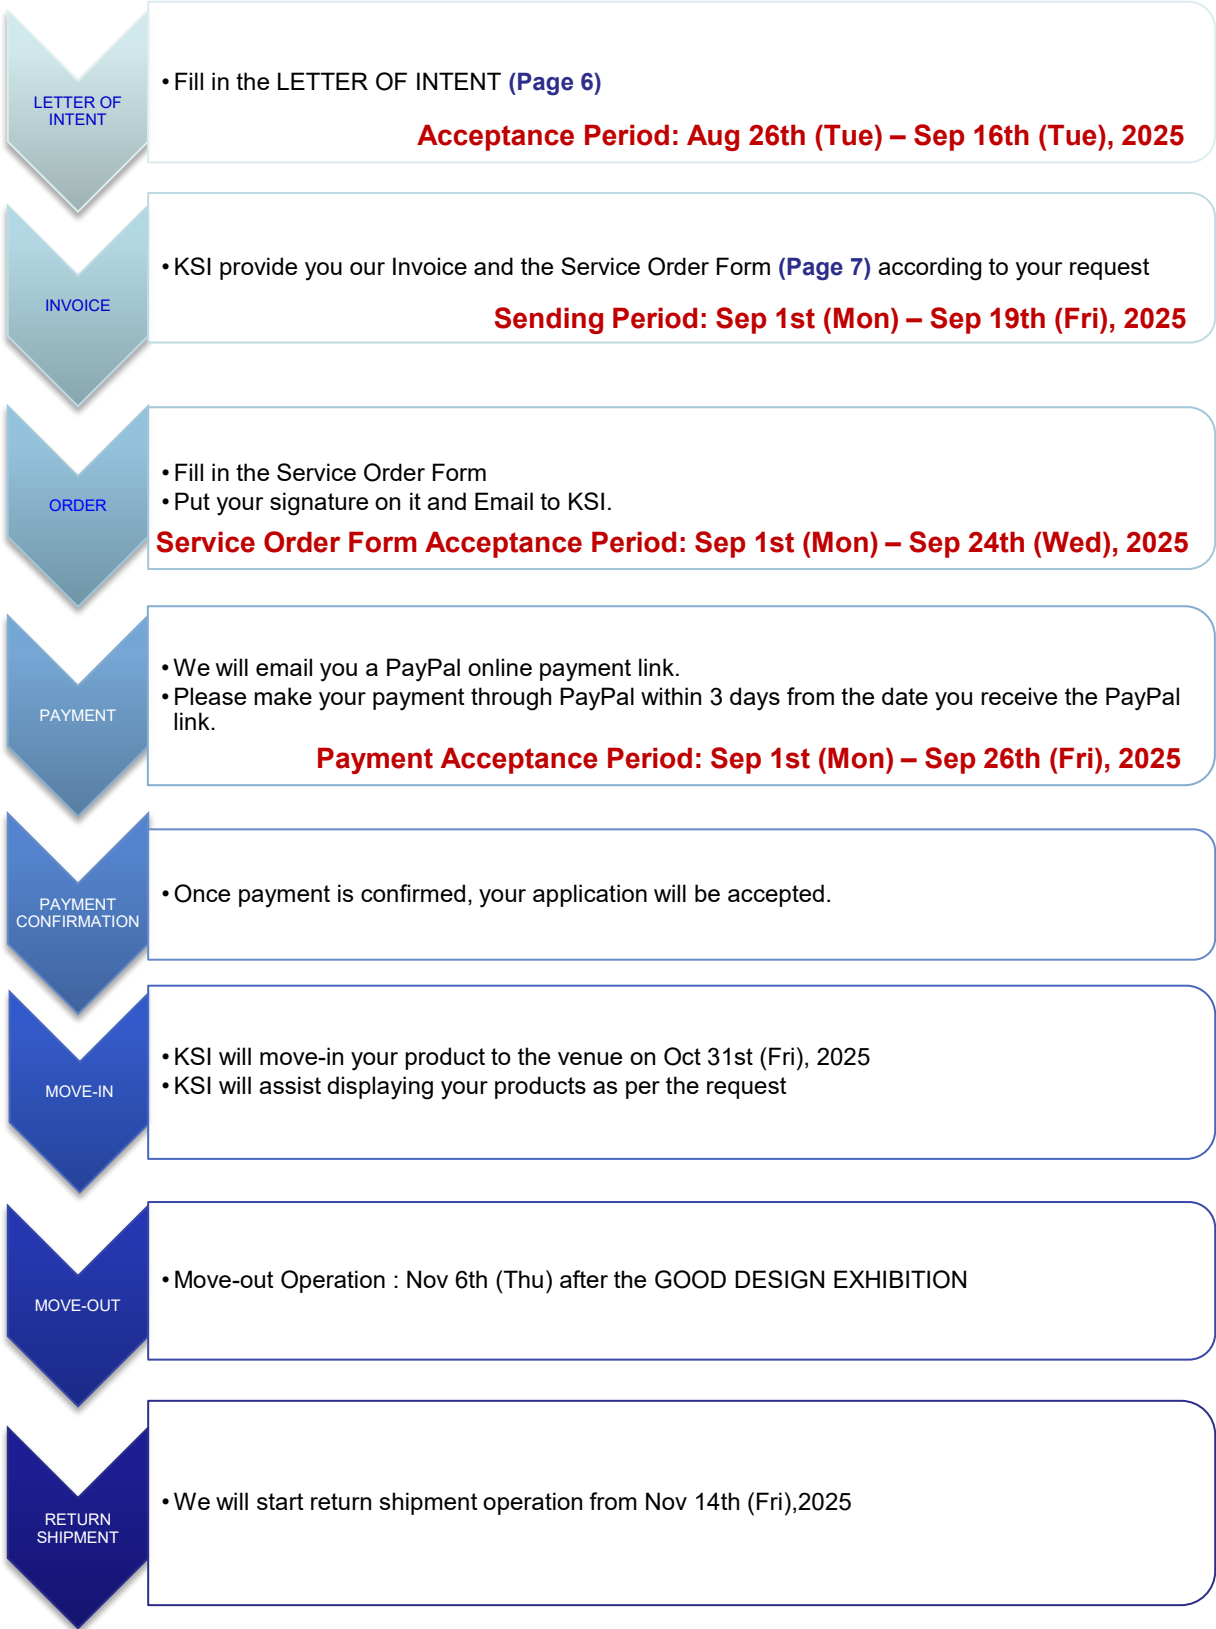 LETTER OF
INTENT
• Fill in the LETTER OF INTENT (Page 6)
Acceptance Period: Aug 26th (Tue) – Sep 16th (Tue), 2025
INVOICE
• KSI provide you our Invoice and the Service Order Form (Page 7) according to your request
Sending Period: Sep 1st (Mon) – Sep 19th (Fri), 2025
ORDER
• Fill in the Service Order Form
• Put your signature on it and Email to KSI.
Service Order Form Acceptance Period: Sep 1st (Mon) – Sep 24th (Wed), 2025
PAYMENT
• We will email you a PayPal online payment link.
• Please make your payment through PayPal within 3 days from the date you receive the PayPal
link.
Payment Acceptance Period: Sep 1st (Mon) – Sep 26th (Fri), 2025
PAYMENT
CONFIRMATION
• Once payment is confirmed, your application will be accepted.
MOVE-IN
• KSI will move-in your product to the venue on Oct 31st (Fri), 2025
• KSI will assist displaying your products as per the request
MOVE-OUT
• Move-out Operation : Nov 6th (Thu) after the GOOD DESIGN EXHIBITION
RETURN
SHIPMENT
• We will start return shipment operation from Nov 14th (Fri),2025